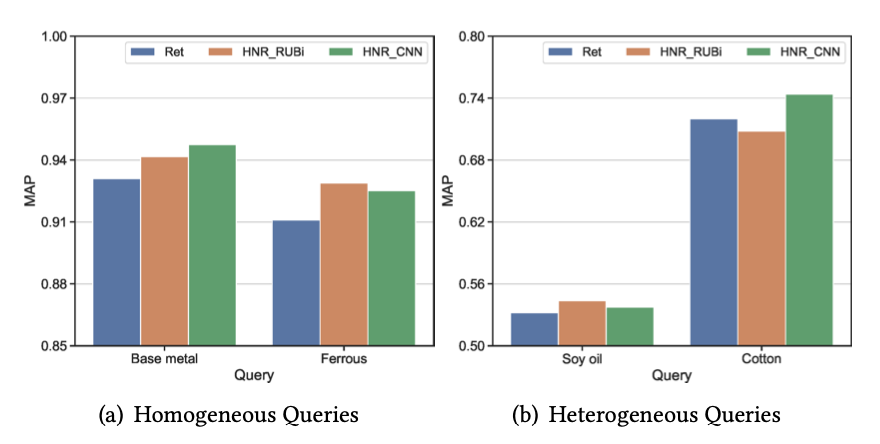 1.00
0.97
0.94
0.91
0.88
0.85
MAP
Ret HNR_RUBi HNR_CNN
Base metal Ferrous
Query
(a) Homogeneous Queries
0.80
0.74
0.68
0.62
0.56
0.50
MAP
Ret HNR_RUBi HNR_CNN
Soy oil Cotton
Query
(b) Heterogeneous Queries